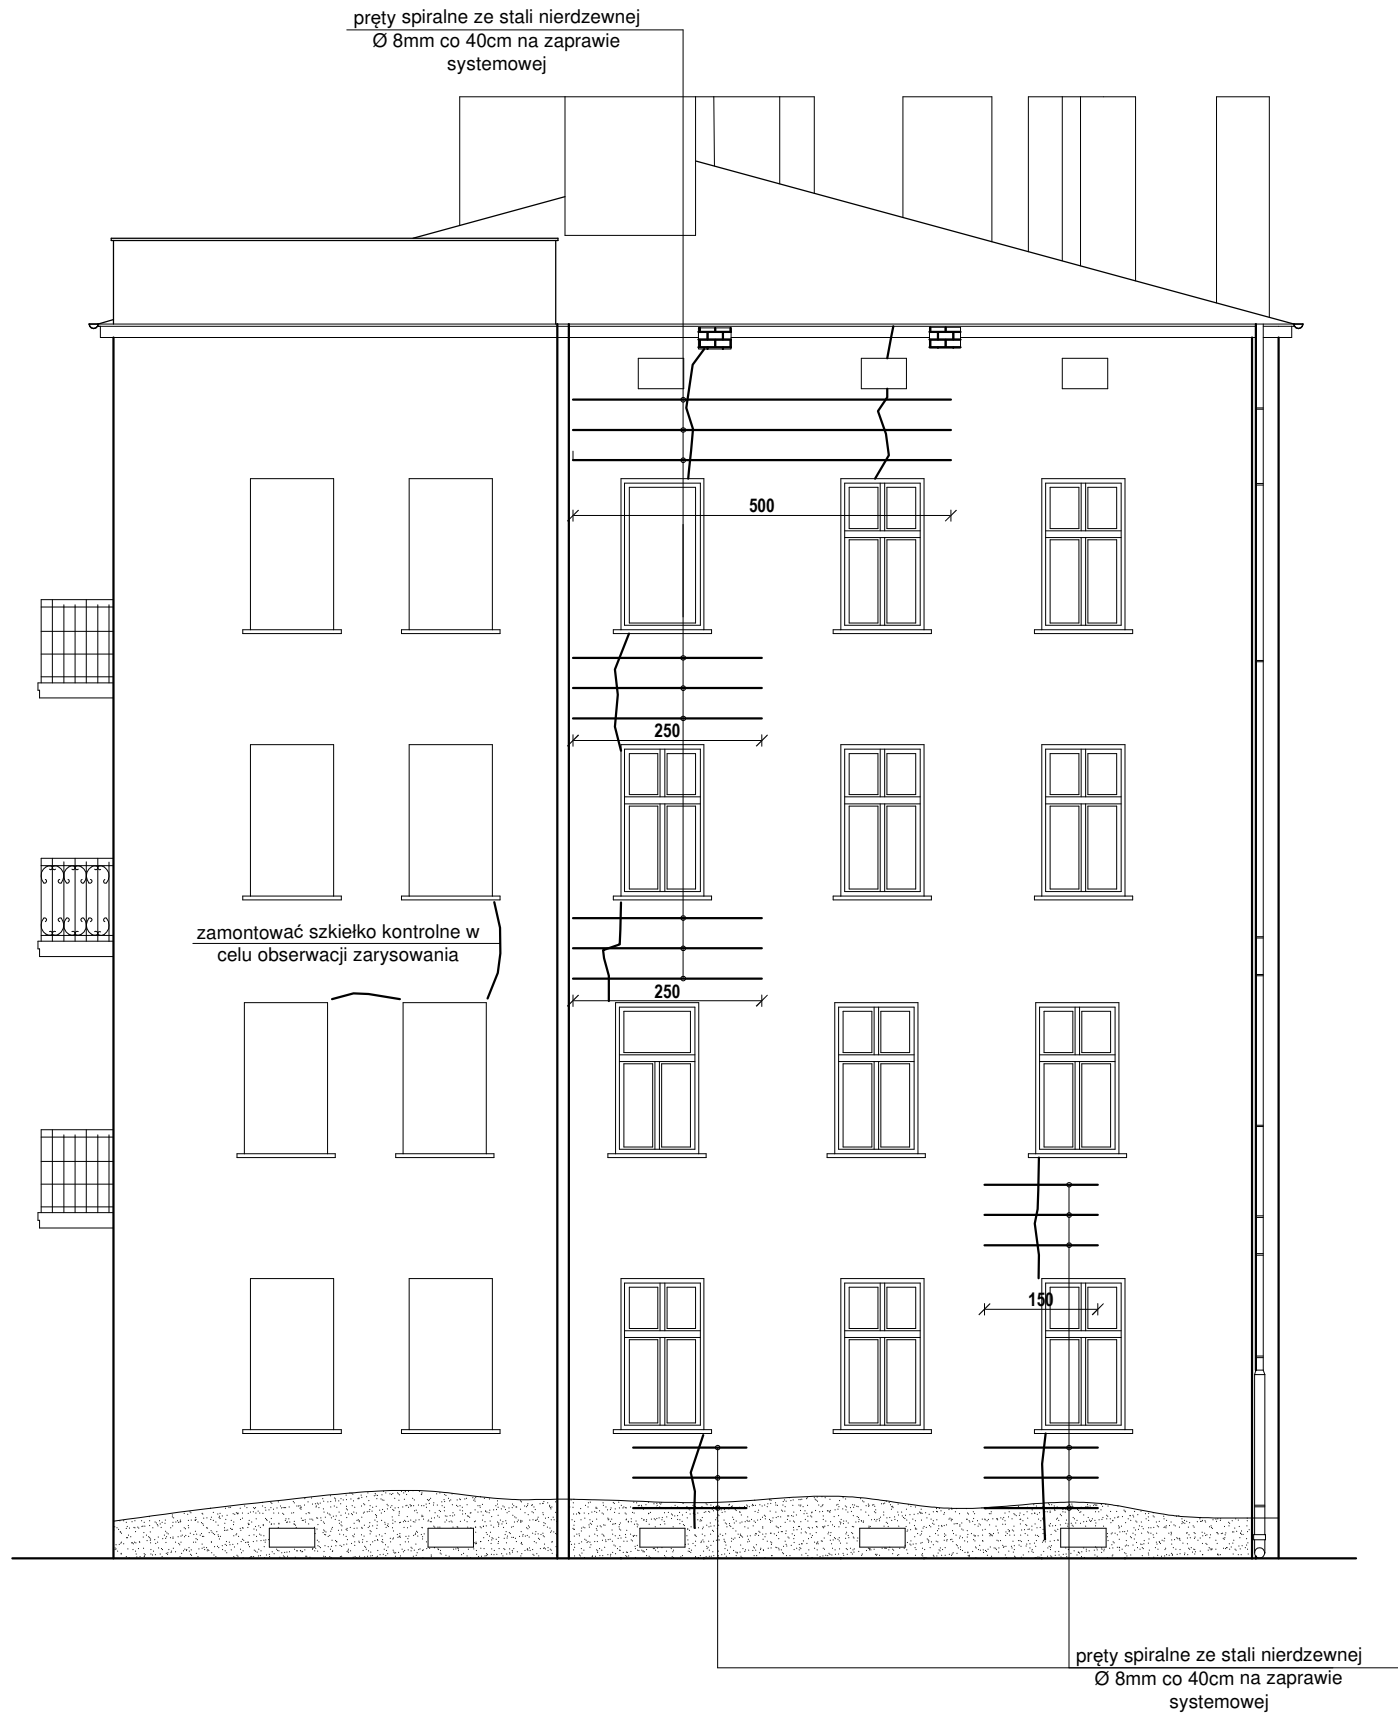 pręty spiralne ze stali nierdzewnej
Ø 8mm co 40cm na zaprawie
systemowej
500
250
zamontować szkiełko kontrolne w
celu obserwacji zarysowania
250
150
pręty spiralne ze stali nierdzewnej
Ø 8mm co 40cm na zaprawie
systemowej